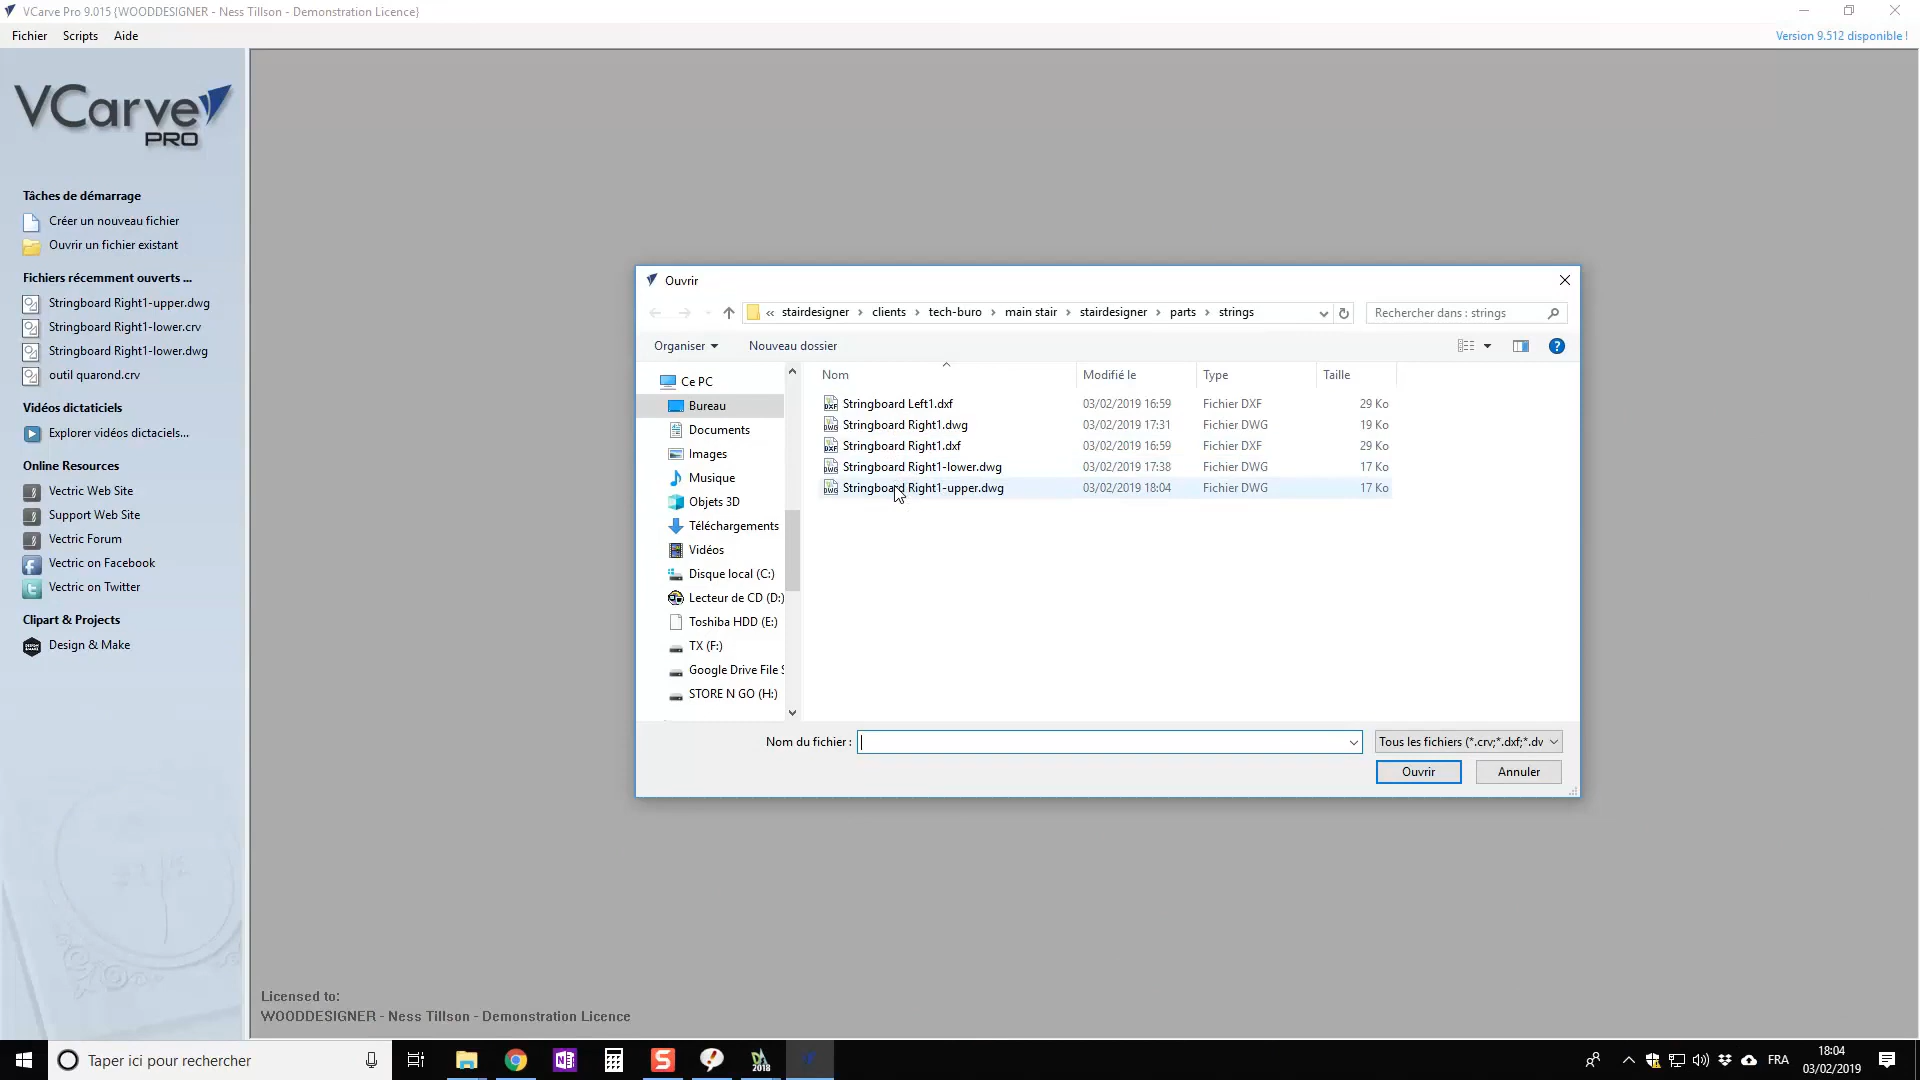 VCarve Pro 9.015 {WOODDESIGNER - Ness Tillson - Demonstration Licence}
Fichier Scripts Aide
Version 9.512 disponible !
VCarve
PRO
Tâches de démarrage
Créer un nouveau fichier
Ouvrir un fichier existant
Fichiers récemment ouverts ...
Stringboard Right1-upper.dwg
Stringboard Right1-lower.crv
Stringboard Right1-lower.dwg
outil quarond.crv
Vidéos dictaticiels
Explorer vidéos dictaciels...
Online Resources
Vectric Web Site
Support Web Site
Vectric Forum
Vectric on Facebook
Vectric on Twitter
Clipart & Projects
Design & Make
Ouvrir
« stairdesigner › clients › tech-buro › main stair › stairdesigner › parts › strings
Rechercher dans : strings
Organiser Nouveau dossier
Ce PC
Bureau
Documents
Images
Musique
Objets 3D
Téléchargements
Vidéos
Disque local (C:)
Lecteur de CD (D:)
Toshiba HDD (E:)
TX (F:)
Google Drive File S
STORE N GO (H:)
Nom Modifié le Type Taille
Stringboard Left1.dxf 03/02/2019 16:59 Fichier DXF 29 Ko
Stringboard Right1.dwg 03/02/2019 17:31 Fichier DWG 19 Ko
Stringboard Right1.dxf 03/02/2019 16:59 Fichier DXF 29 Ko
Stringboard Right1-lower.dwg 03/02/2019 17:38 Fichier DWG 17 Ko
Stringboard Right1-upper.dwg 03/02/2019 18:04 Fichier DWG 17 Ko
Nom du fichier :
Tous les fichiers (*.crv;*.dxf;*.dv
Ouvrir Annuler
Licensed to:
WOODDESIGNER - Ness Tillson - Demonstration Licence
Taper ici pour rechercher
2018
FRA
18:04
03/02/2019